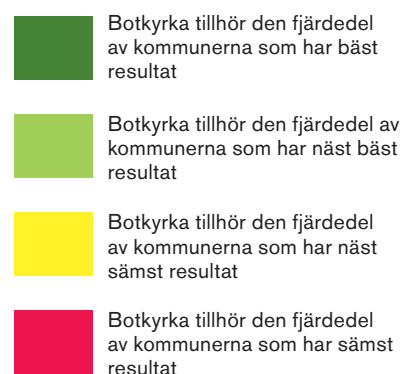 Botkyrka tillhör den fjärdedel
av kommunerna som har bäst
resultat
Botkyrka tillhör den fjärdedel av
kommunerna som har näst bäst
resultat
Botkyrka tillhör den fjärdedel
av kommunerna som har näst
sämst resultat
Botkyrka tillhör den fjärdedel
av kommunerna som har sämst
resultat